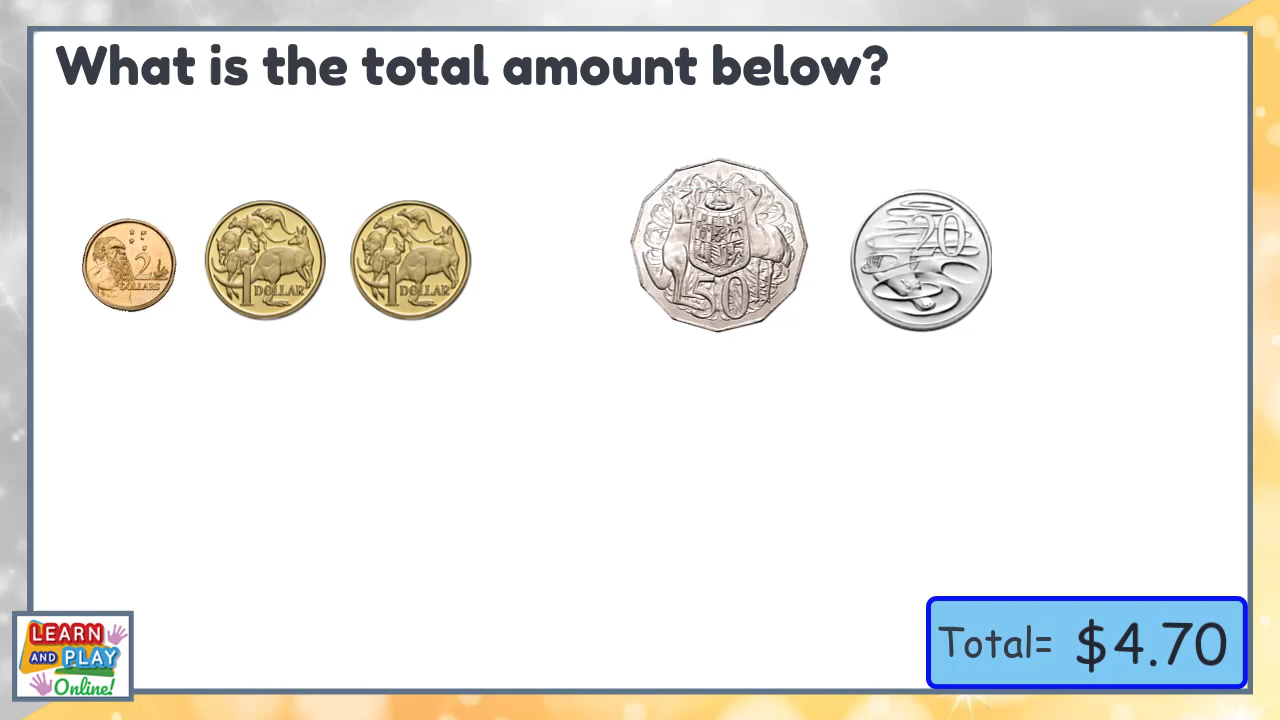 What is the total amount below?
2
DOLLARS
1 DOLLAR
1 DOLLAR
50
20
LEARN
AND PLAY
Online!
Total= $4.70